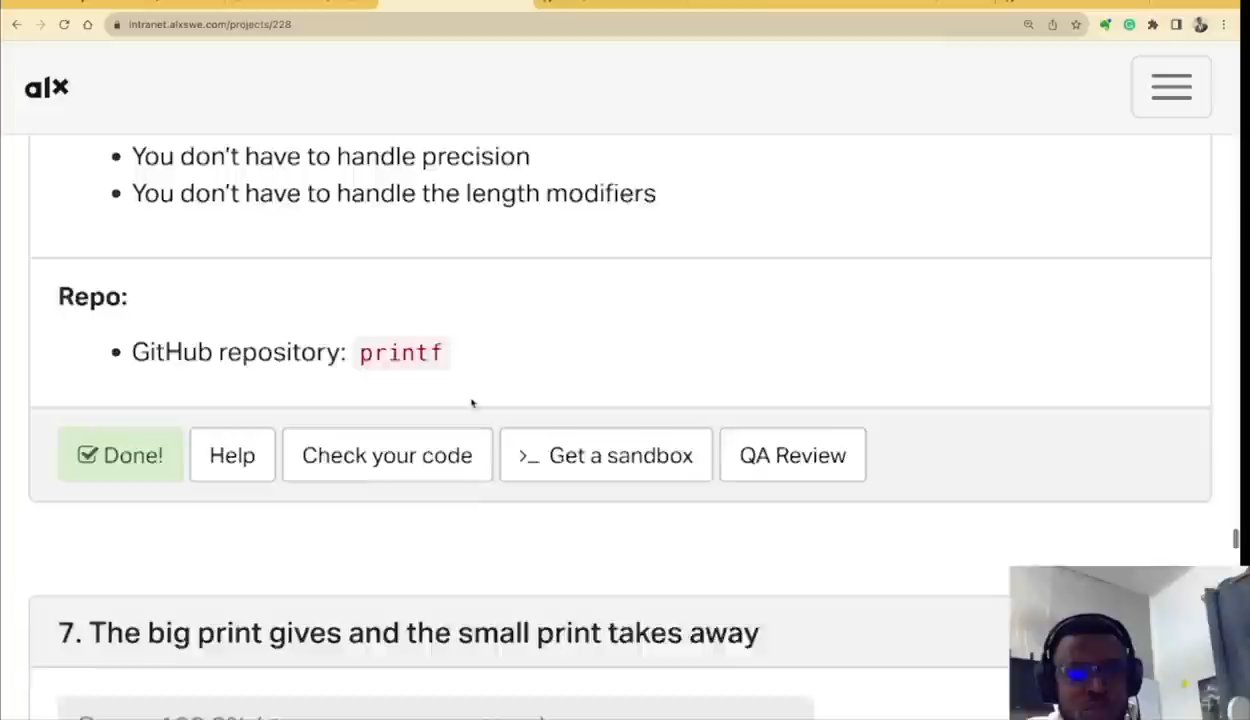 intranet.alxswe.com/projects/228
alx
You don't have to handle precision
You don't have to handle the length modifiers
Repo:
GitHub repository: printf
Done! Help Check your code >_ Get a sandbox QA Review
7. The big print gives and the small print takes away